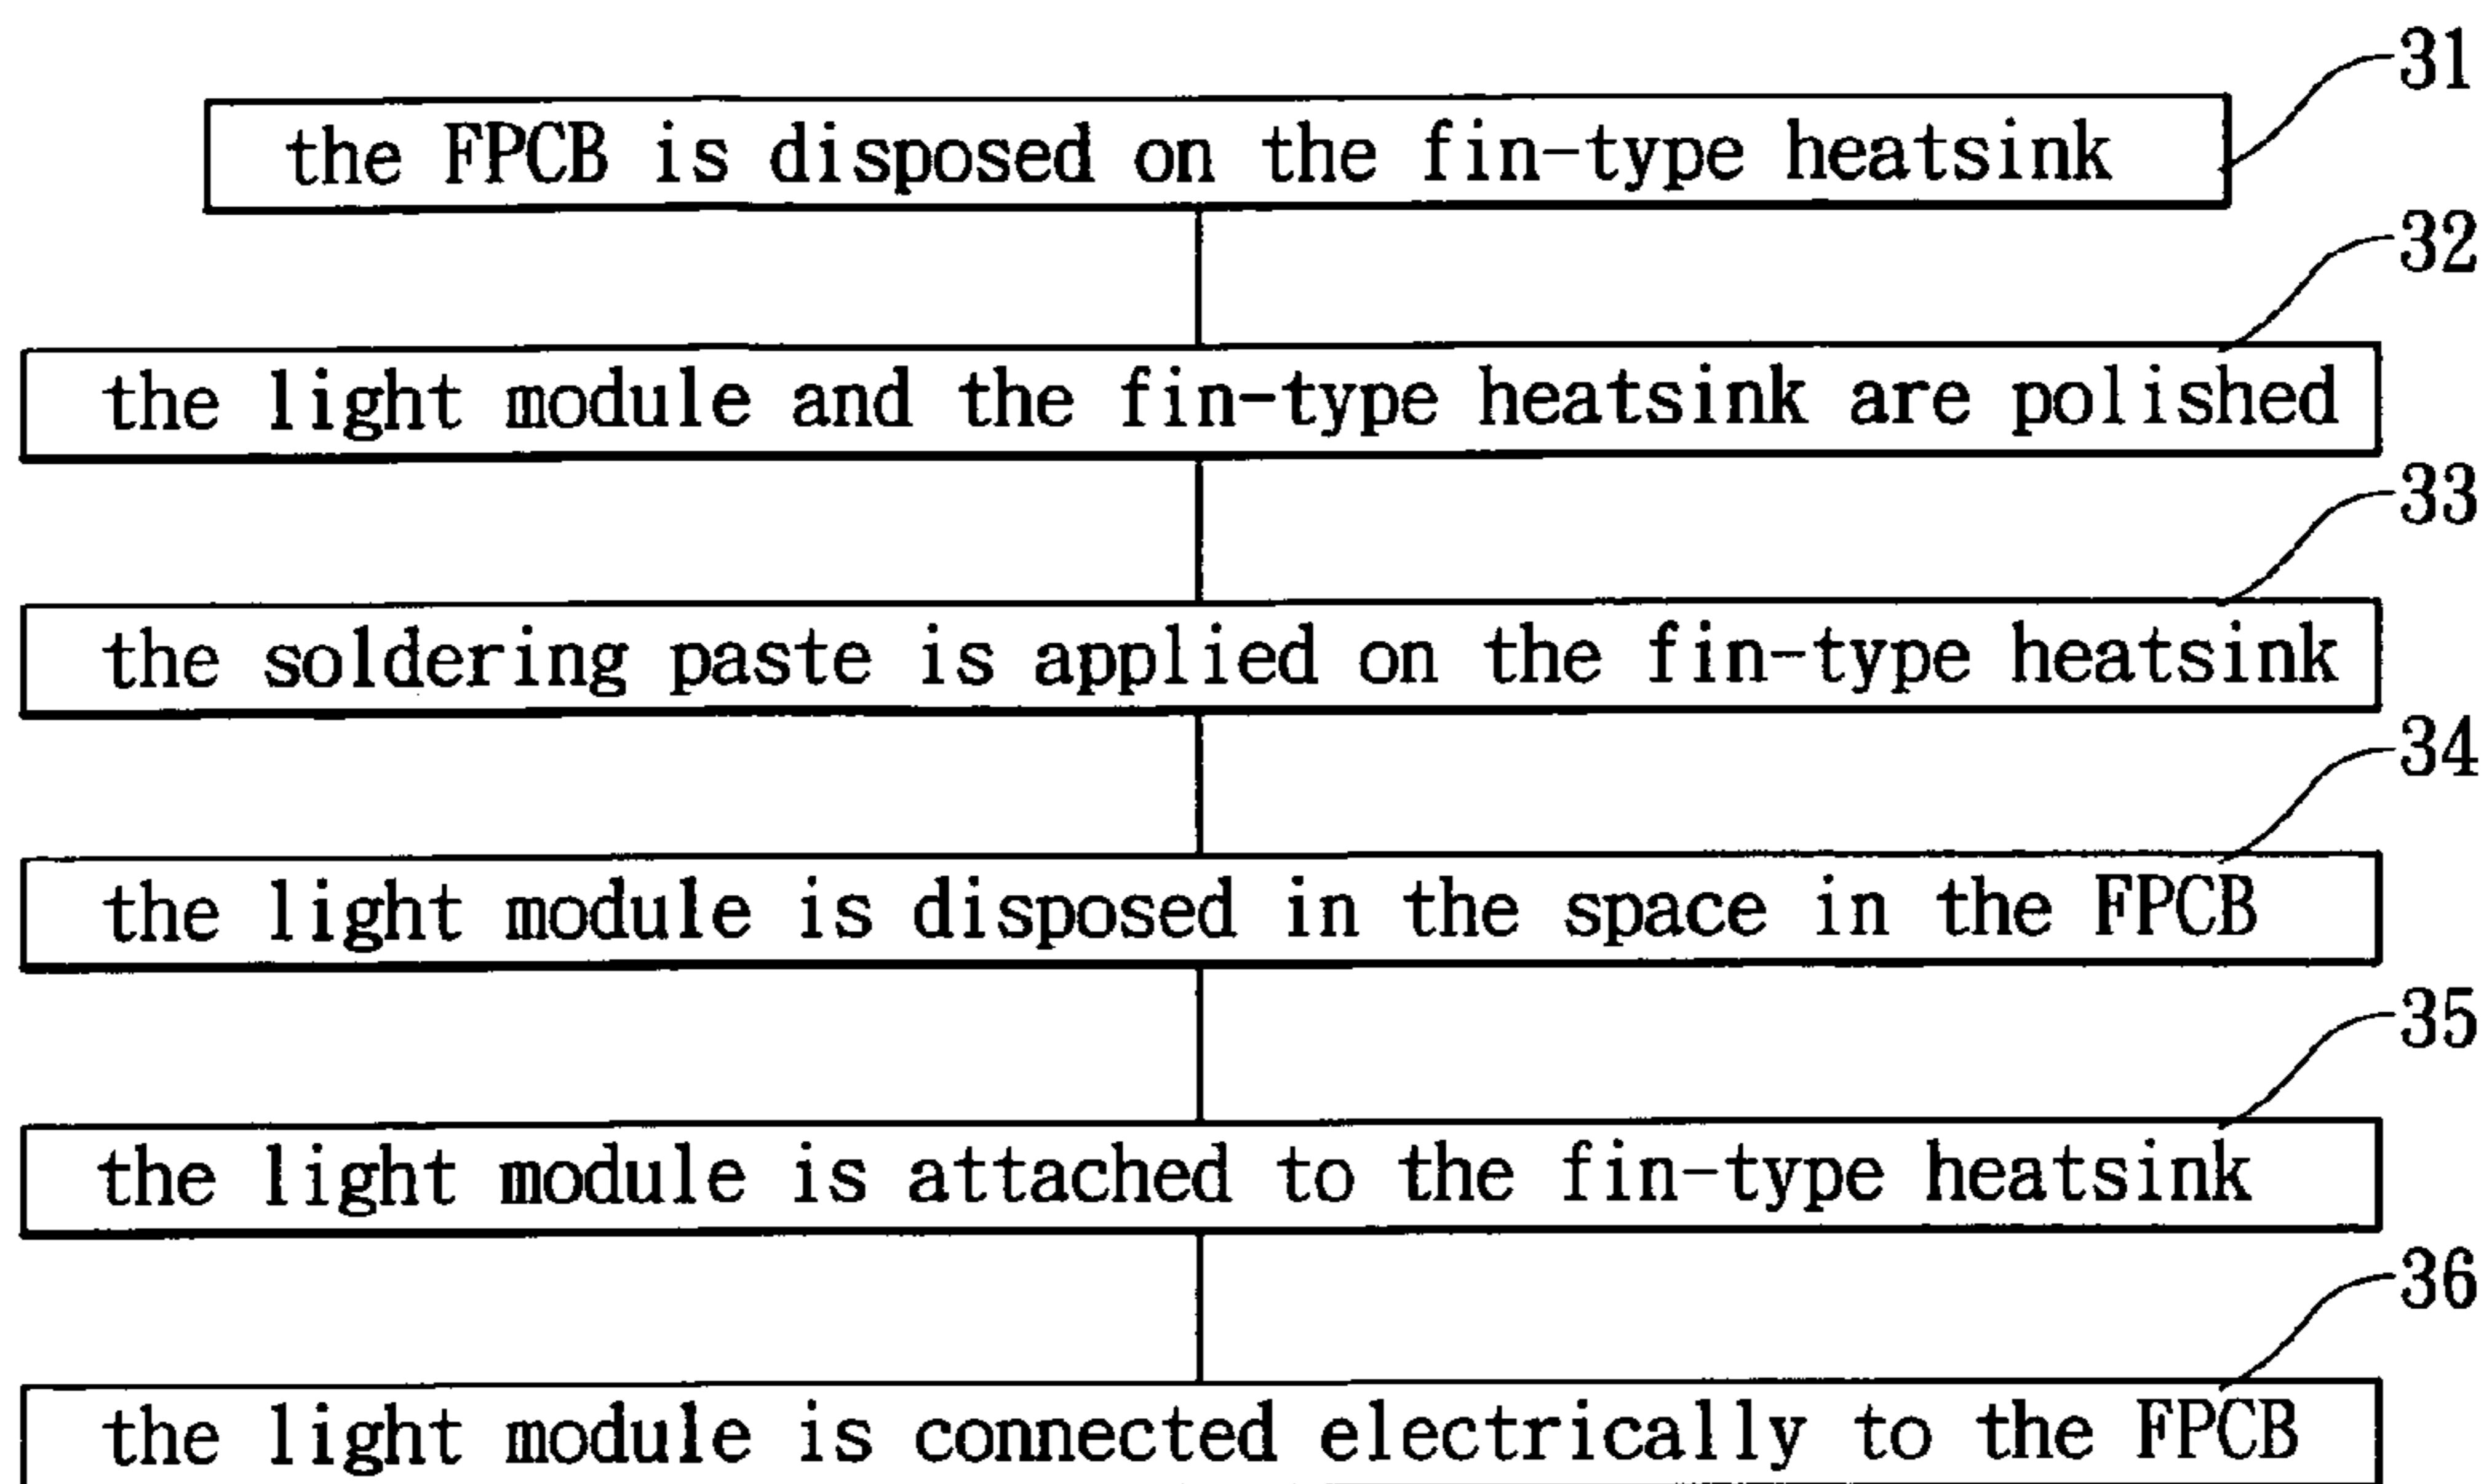 31
the FPCB is disposed on the fin-type heatsink
32
the light module and the fin-type heatsink are polished
33
the soldering paste is applied on the fin-type heatsink
34
the light module is disposed in the space in the FPCB
35
the light module is attached to the fin-type heatsink
36
the light module is connected electrically to the FPCB